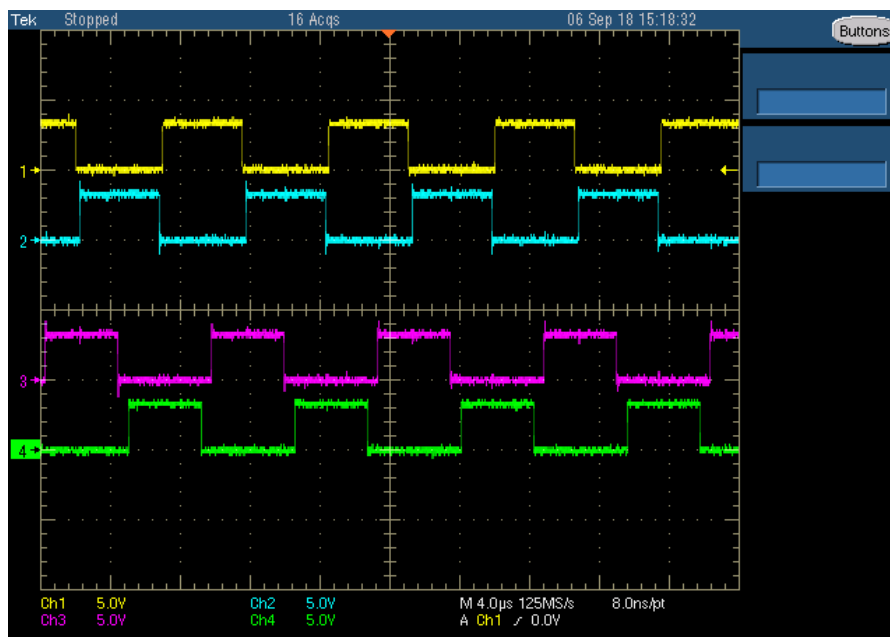 Tek Stopped 16 Acqs 06 Sep 18 15:18:32
Buttons
1
2
3
4
Ch1 5.0V Ch2 5.0V M 4.0µs 125MS/s 8.0ns/pt
Ch3 5.0V Ch4 5.0V A Ch1 ⁄ 0.0V